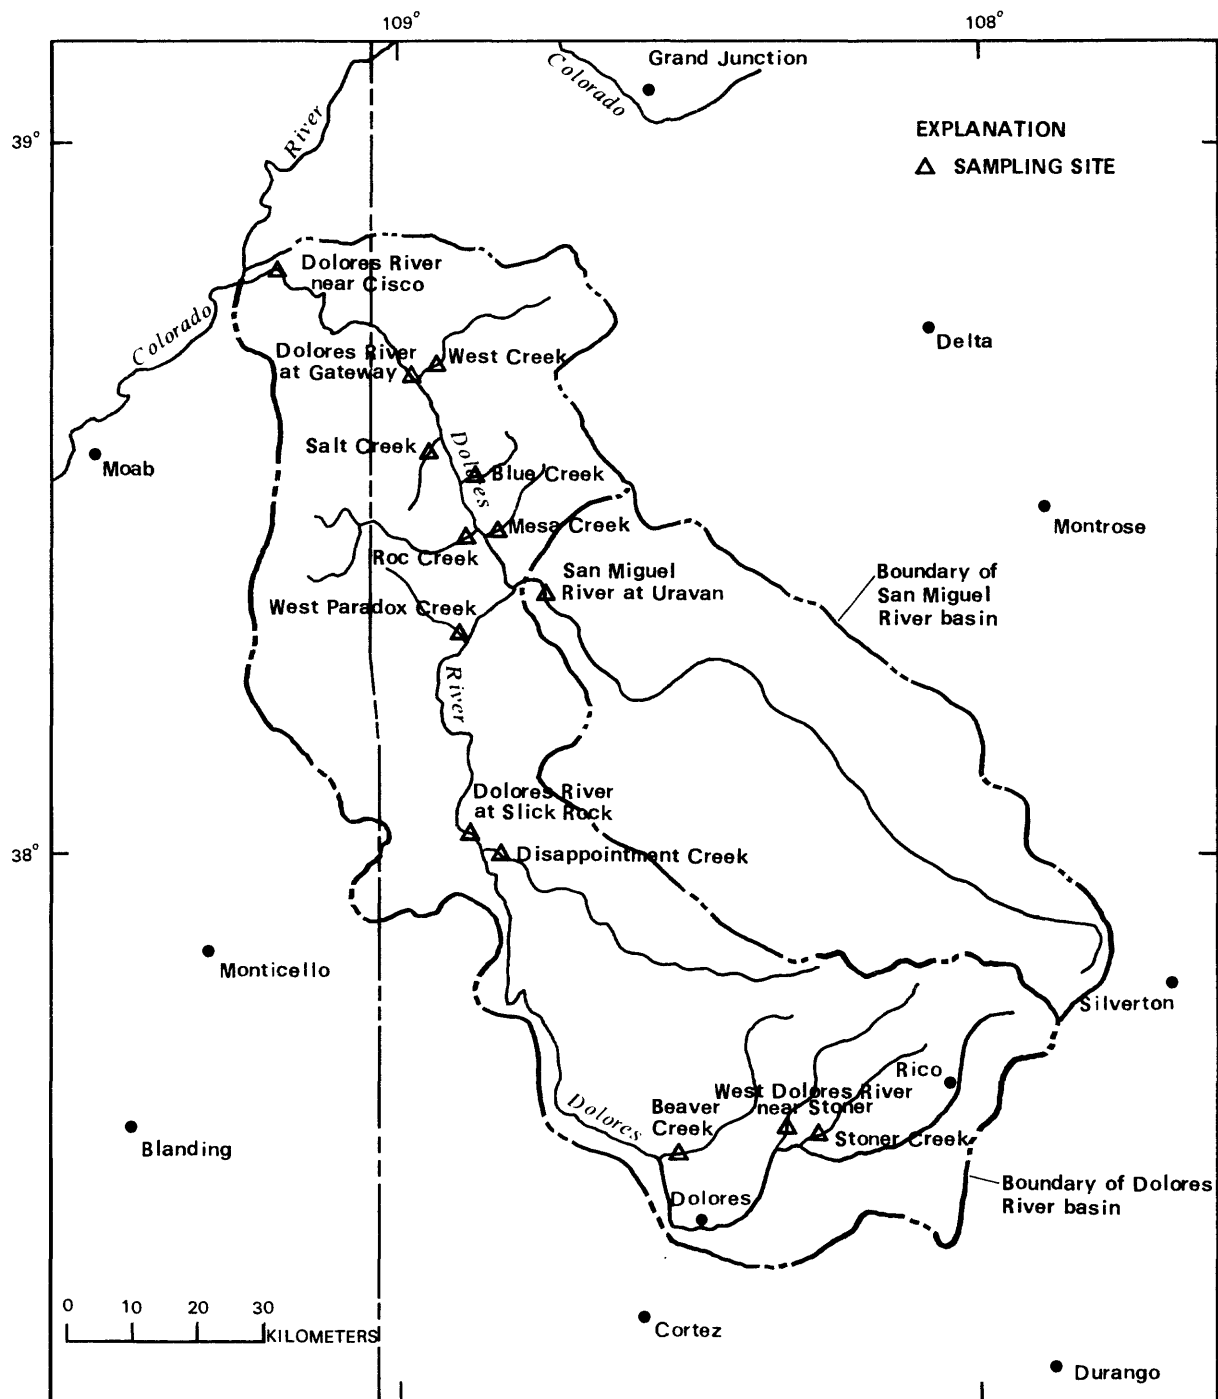 109°
108°
Grand Junction
Colorado
River
39°
EXPLANATION
SAMPLING SITE
Dolores River
near Cisco
Colorado
Delta
Dolores River
at Gateway
West Creek
Salt Creek
Dolores
Moab
Blue Creek
Mesa Creek
Montrose
Roc Creek
San Miguel
River at Uravan
Boundary of
San Miguel
River basin
West Paradox Creek
River
Dolores River
at Slick Rock
38°
Disappointment Creek
Monticello
Silverton
Rico
West Dolores River
near Stoner
Beaver
Creek
Dolores
Stoner Creek
Blanding
Boundary of Dolores
River basin
Dolores
0 10 20 30
KILOMETERS
Cortez
Durango